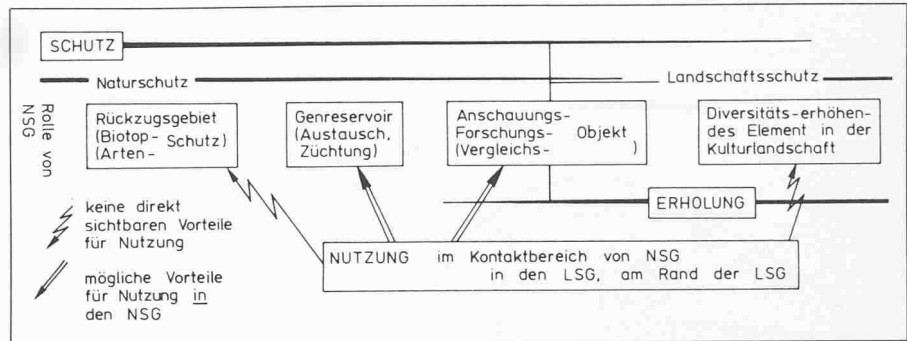 SCHUTZ
Naturschutz
Landschaftsschutz
Rolle von
NSG
Rückzugsgebiet
(Biotop- Schutz)
(Arten-
Genreservoir
(Austausch,
Züchtung)
Anschauungs-
Forschungs- Objekt
(Vergleichs- )
Diversitäts-erhöhen-
des Element in der
Kulturlandschaft
ERHOLUNG
keine direkt
sichtbaren Vorteile
für Nutzung
NUTZUNG im Kontaktbereich von NSG
in den LSG, am Rand der LSG
mögliche Vorteile
für Nutzung in
den NSG